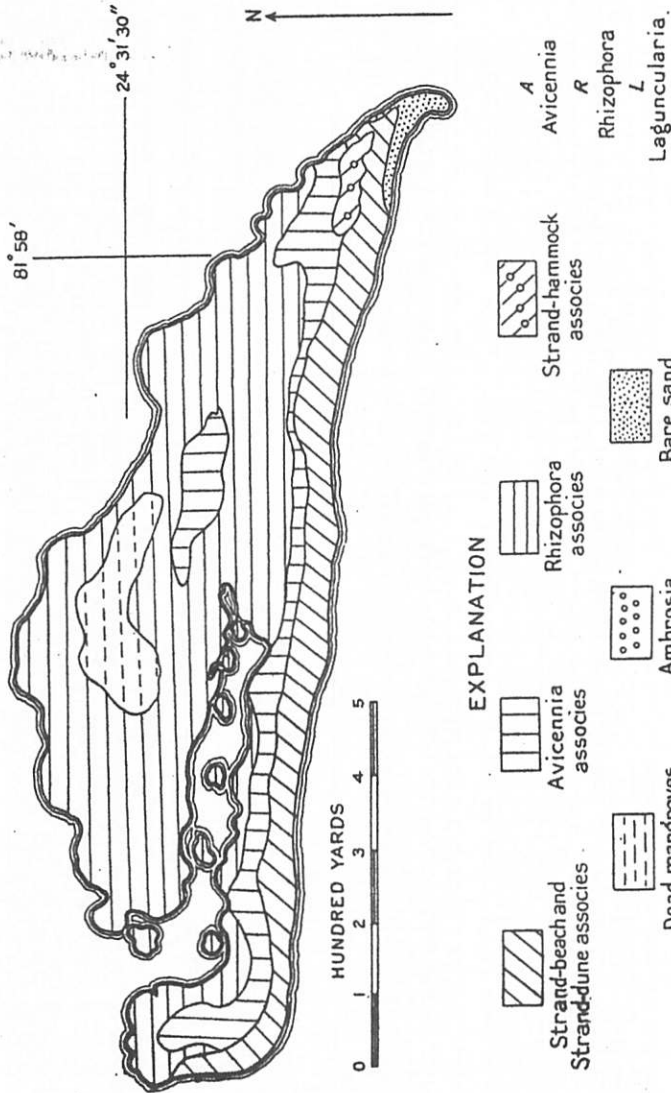 81° 58′
24° 31′ 30″
N
HUNDRED YARDS
0 1 2 3 4 5
EXPLANATION
Strand-beach and
Strand-dune associes
Avicennia
associes
Rhizophora
associes
Strand-hammock
associes
Dead mangroves
Ambrosia
Bare sand
A
Avicennia
R
Rhizophora
L
Laguncularia.